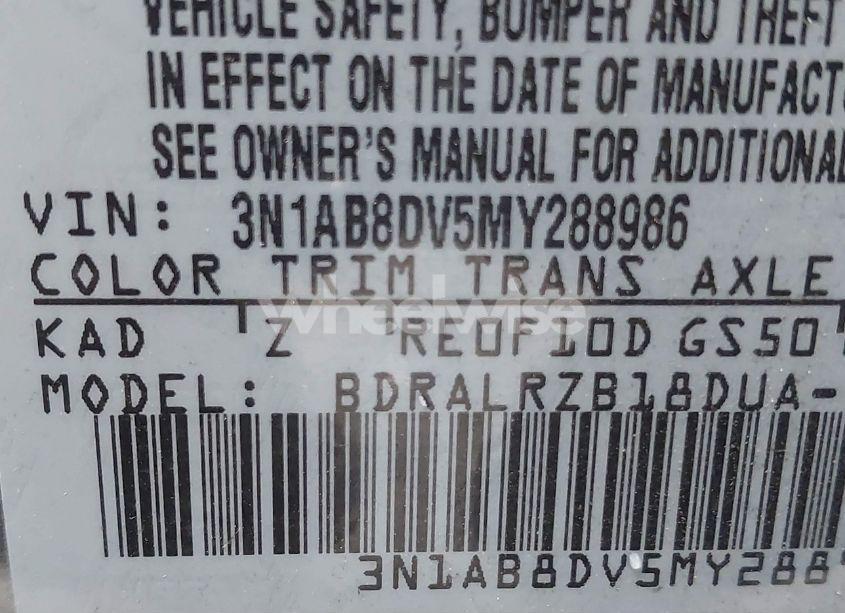 VEHICLE SAFETY, BUMPER AND THEFT
IN EFFECT ON THE DATE OF MANUFACT
SEE OWNER'S MANUAL FOR ADDITIONAL
VIN: 3N1AB8DV5MY288986
COLOR TRIM TRANS AXLE
wheelwise
KAD Z RE0F10D GS50
MODEL: BDRALRZB18DUA-
3N1AB8DV5MY288